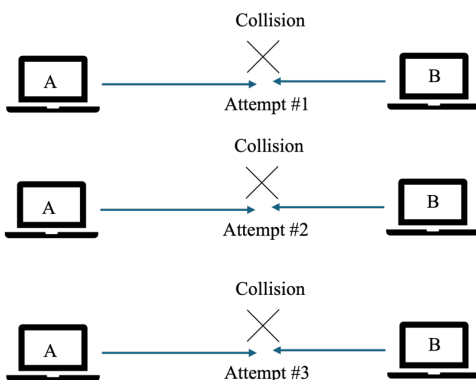 Collision
A
B
Attempt #1
Collision
A
B
Attempt #2
Collision
A
B
Attempt #3